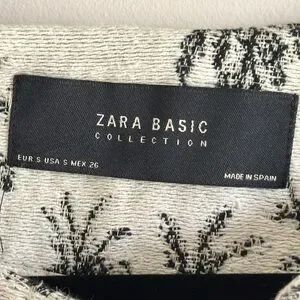 ZARA BASIC
COLLECTION
EUR S USA S MEX 26
MADE IN SPAIN